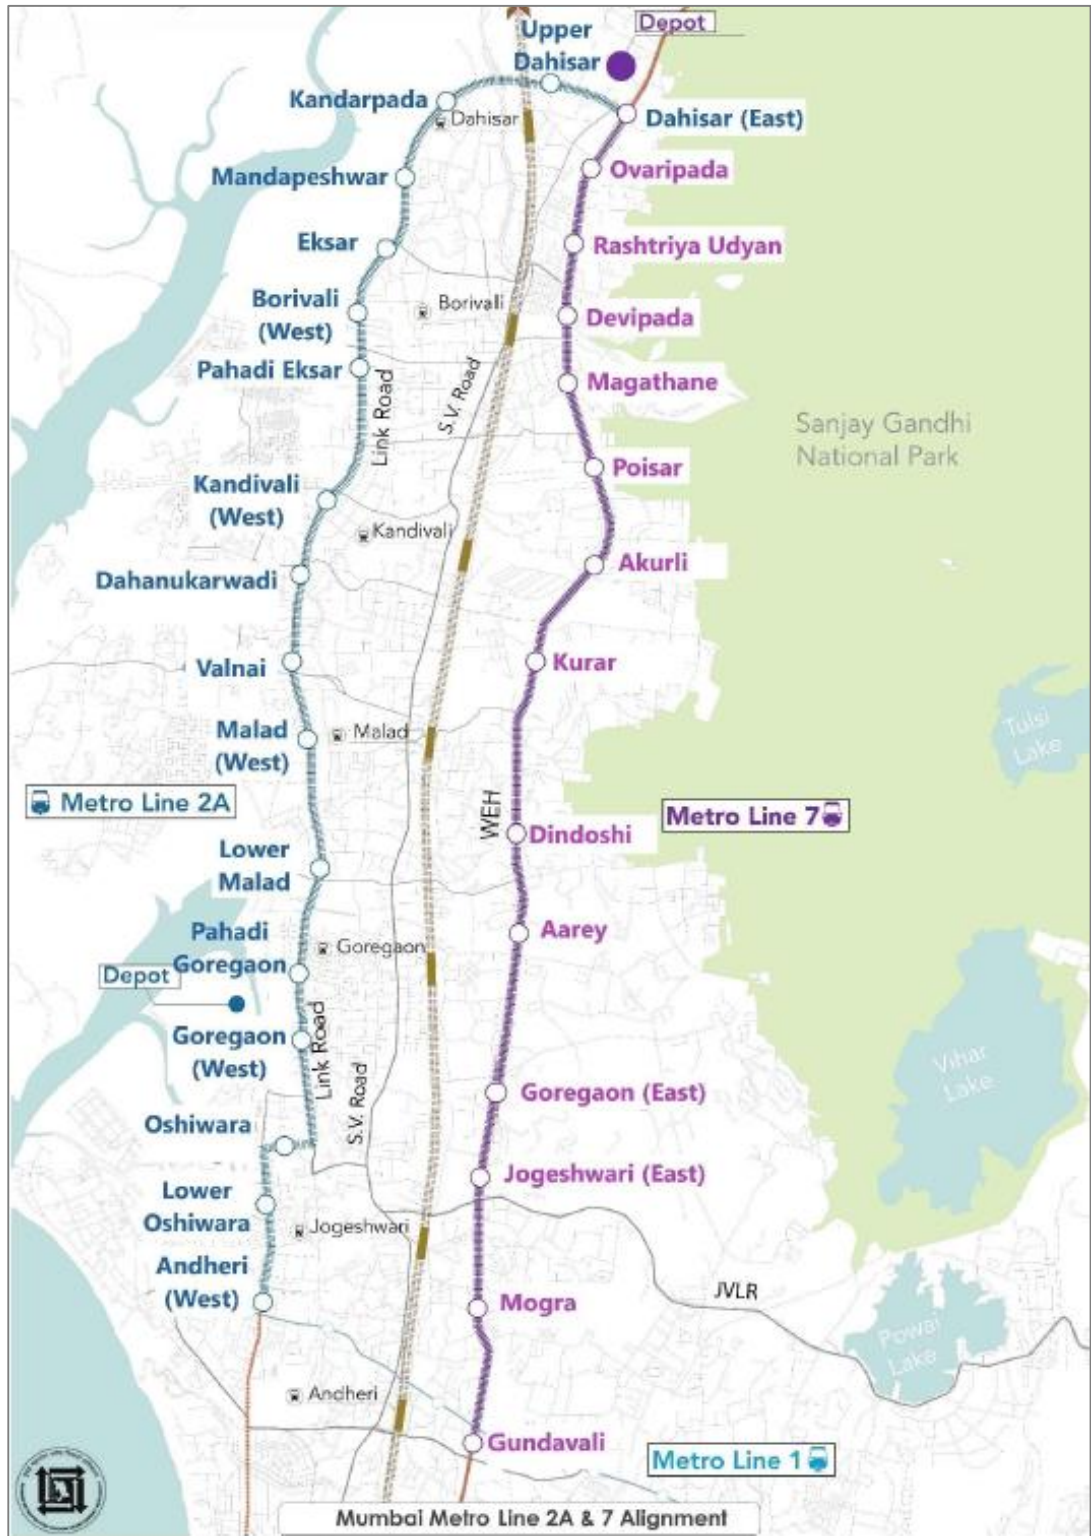 Depot
Upper
Dahisar
Kandarpada
Dahisar
Dahisar (East)
Mandapeshwar
Ovaripada
Eksar
Rashtriya Udyan
Borivali
(West)
Borivali
Devipada
Pahadi Eksar
Link Road
S.V. Road
Magathane
Sanjay Gandhi
National Park
Kandivali
(West)
Poisar
Kandivali
Dahanukarwadi
Akurli
Valnai
Kurar
Malad
(West)
Malad
Tulsi
Lake
Metro Line 2A
WEH
Metro Line 7
Dindoshi
Lower
Malad
Pahadi
Goregaon
Goregaon
Aarey
Depot
Goregaon
(West)
Link Road
S.V. Road
Vihar
Lake
Goregaon (East)
Oshiwara
Jogeshwari (East)
Lower
Oshiwara
Jogeshwari
Andheri
(West)
Mogra
JVLR
Powai
Lake
Andheri
Gundavali
Metro Line 1
Mumbai Metro Line 2A & 7 Alignment